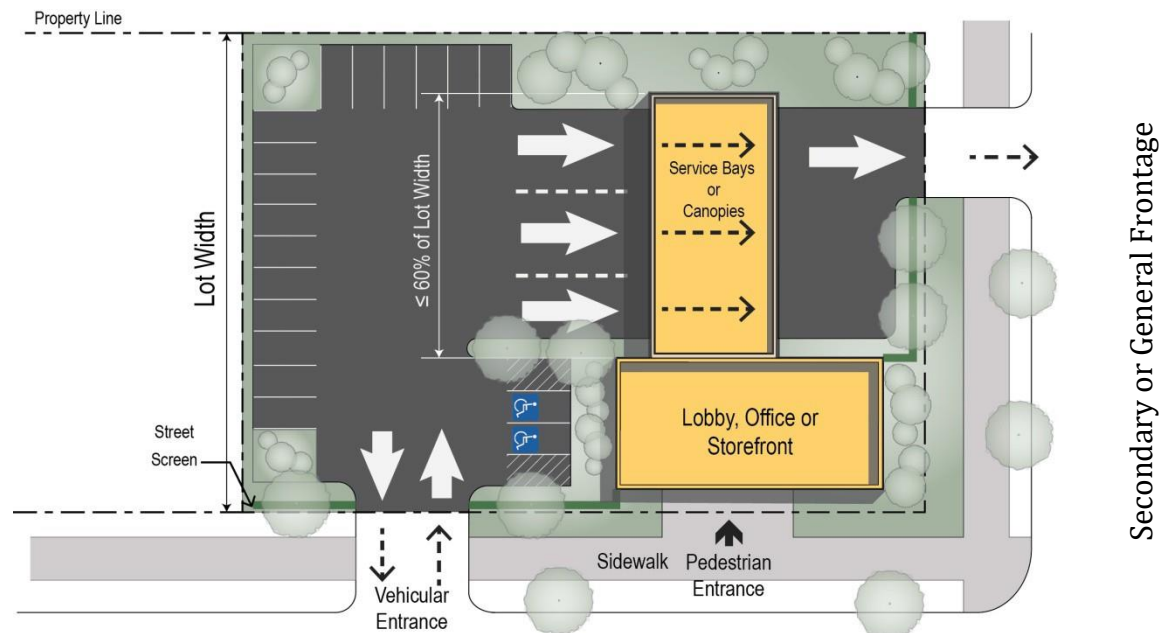 Property Line
Lot Width
≤ 60% of Lot Width
Service Bays
or
Canopies
Lobby, Office or
Storefront
Street
Screen
Sidewalk
Pedestrian
Entrance
Vehicular
Entrance
Secondary or General Frontage